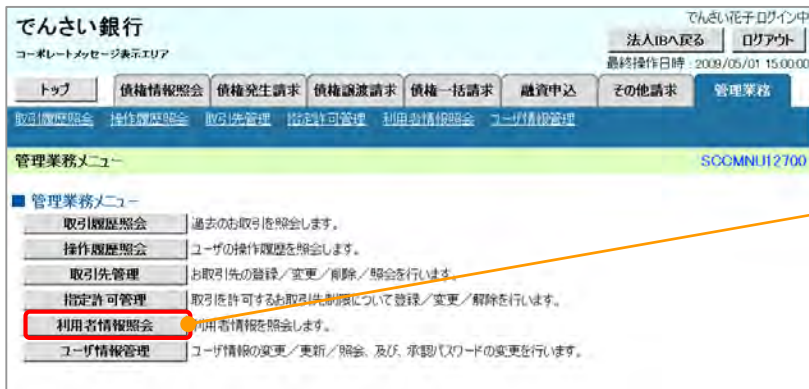 でんさい銀行
コーポレートメッセージ表示エリア
でんさい花子ログイン中
法人IBへ戻る ログアウト
最終操作日時:2009/05/01 15:00:00
トップ 債権情報照会 債権発生請求 債権譲渡請求 債権一括請求 融資申込 その他請求 管理業務
取引履歴照会 操作履歴照会 取引先管理 指定許可管理 利用者情報照会 ユーザ情報管理
管理業務メニュー SCCMNU12700
■ 管理業務メニュー
取引履歴照会 過去のお取引を照会します。
操作履歴照会 ユーザの操作履歴を照会します。
取引先管理 お取引先の登録/変更/削除/照会を行います。
指定許可管理 取引を許可するお取引先制限について登録/変更/解除を行います。
利用者情報照会 利用者情報を照会します。
ユーザ情報管理 ユーザ情報の変更/更新/照会、及び、承認パスワードの変更を行います。